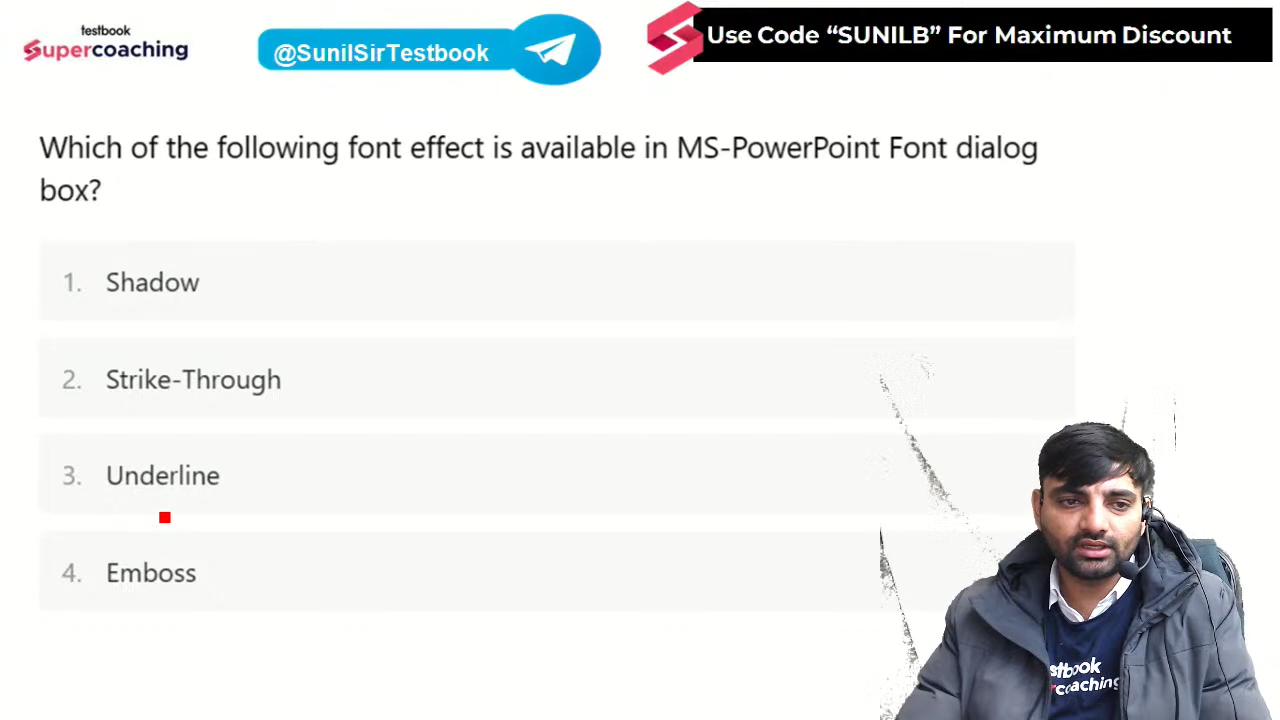 testbook
Supercoaching
@SunilSirTestbook
Use Code “SUNILB” For Maximum Discount
Which of the following font effect is available in MS-PowerPoint Font dialog
box?
1. Shadow
2. Strike-Through
3. Underline
4. Emboss
stbook
ercoaching